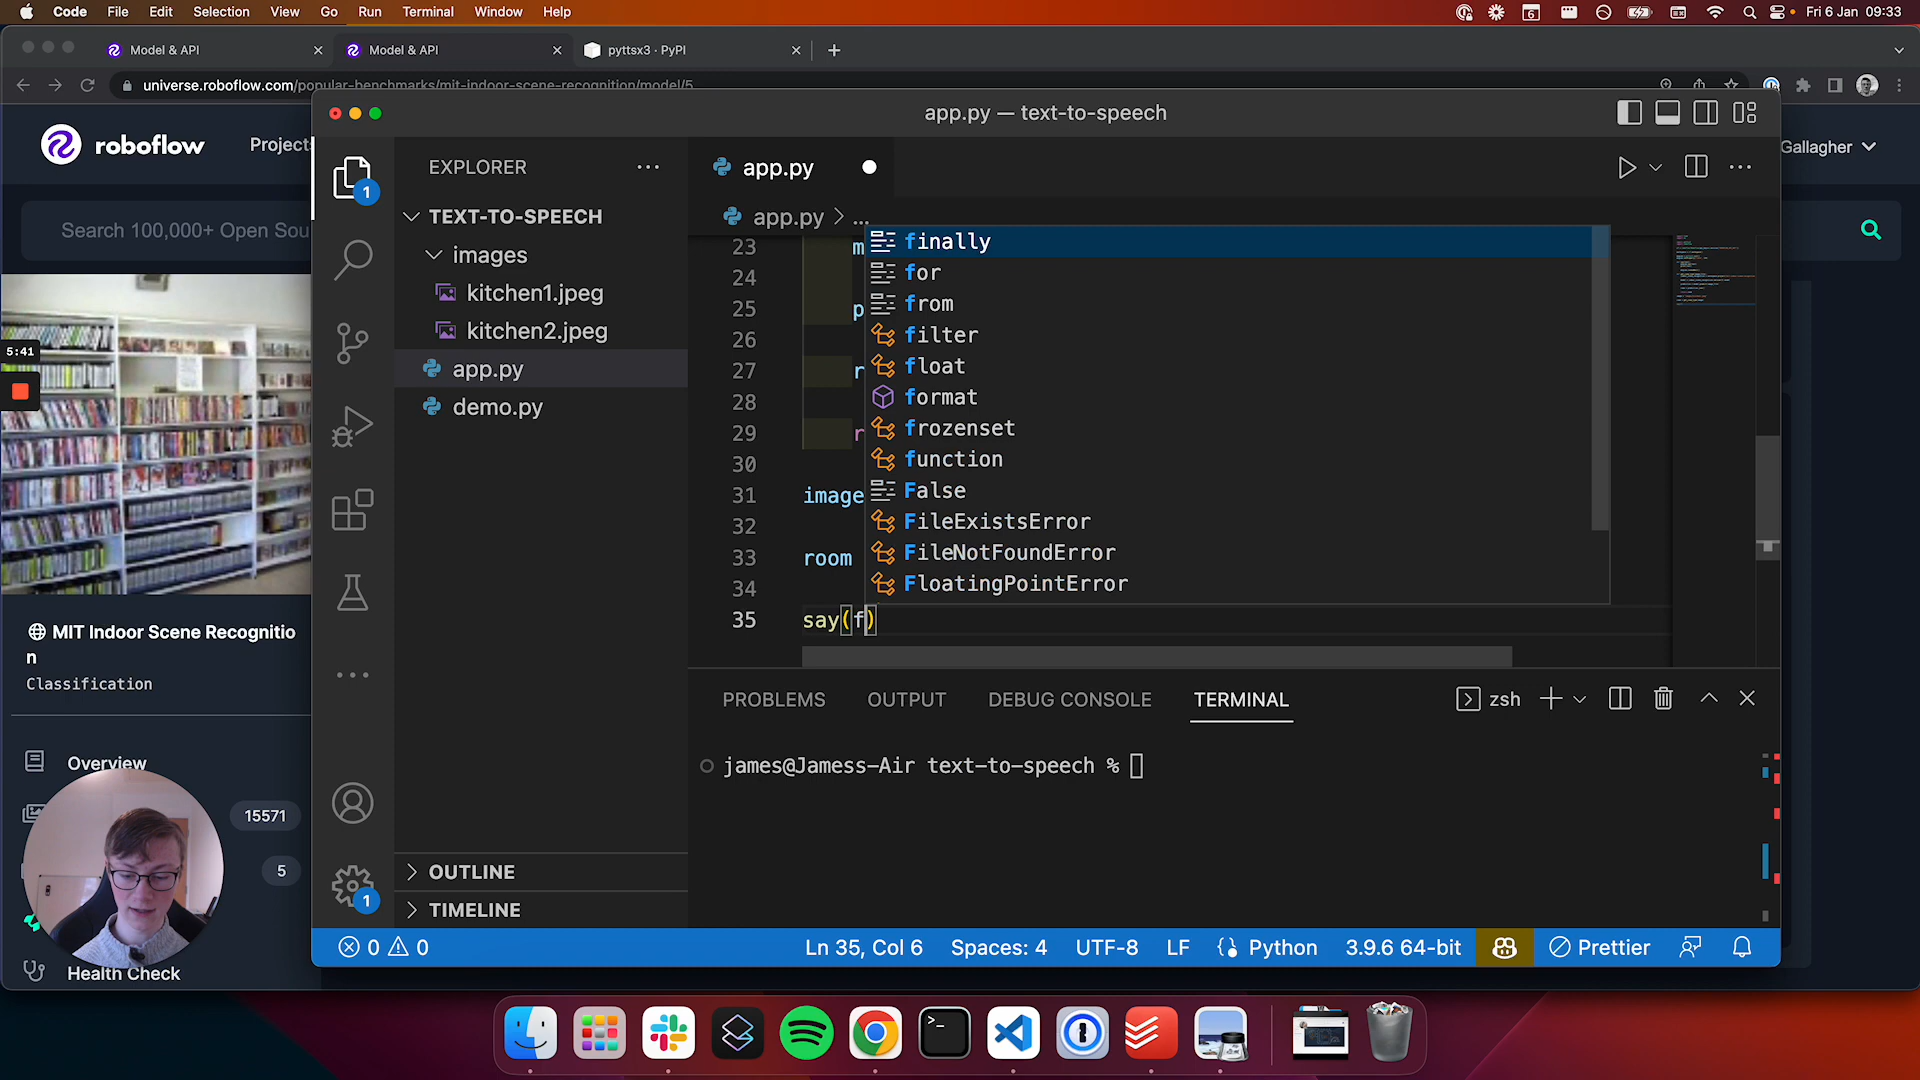 Code File Edit Selection View Go Run Terminal Window Help
6
Fri 6 Jan 09:33
Model & API
Model & API
pyttsx3 · PyPI
universe.roboflow.com/popular-benchmarks/mit-indoor-scene-recognition/model/5
app.py — text-to-speech
roboflow
Projects
Gallagher
Search 100,000+ Open Sou
EXPLORER
1
TEXT-TO-SPEECH
images
kitchen1.jpeg
kitchen2.jpeg
app.py
demo.py
app.py
app.py > ...
23 m
24
25 p
26
27 r
28
29 r
30
31 image
32
33 room
34
35 say(f)
finally
for
from
filter
float
format
frozenset
function
False
FileExistsError
FileNotFoundError
FloatingPointError
5:41
MIT Indoor Scene Recognitio
n
Classification
Overview
15571
5
Health Check
PROBLEMS OUTPUT DEBUG CONSOLE TERMINAL
zsh
james@Jamess-Air text-to-speech %
OUTLINE
TIMELINE
1
0 0
Ln 35, Col 6 Spaces: 4 UTF-8 LF Python 3.9.6 64-bit Prettier